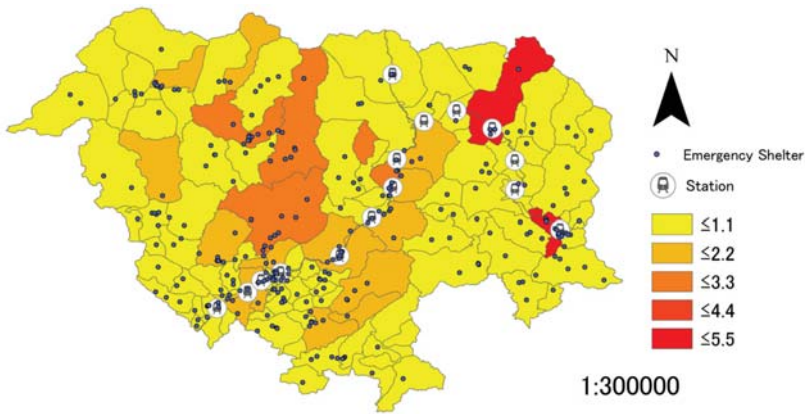 N
Emergency Shelter
Station
≤1.1
≤2.2
≤3.3
≤4.4
≤5.5
1:300000